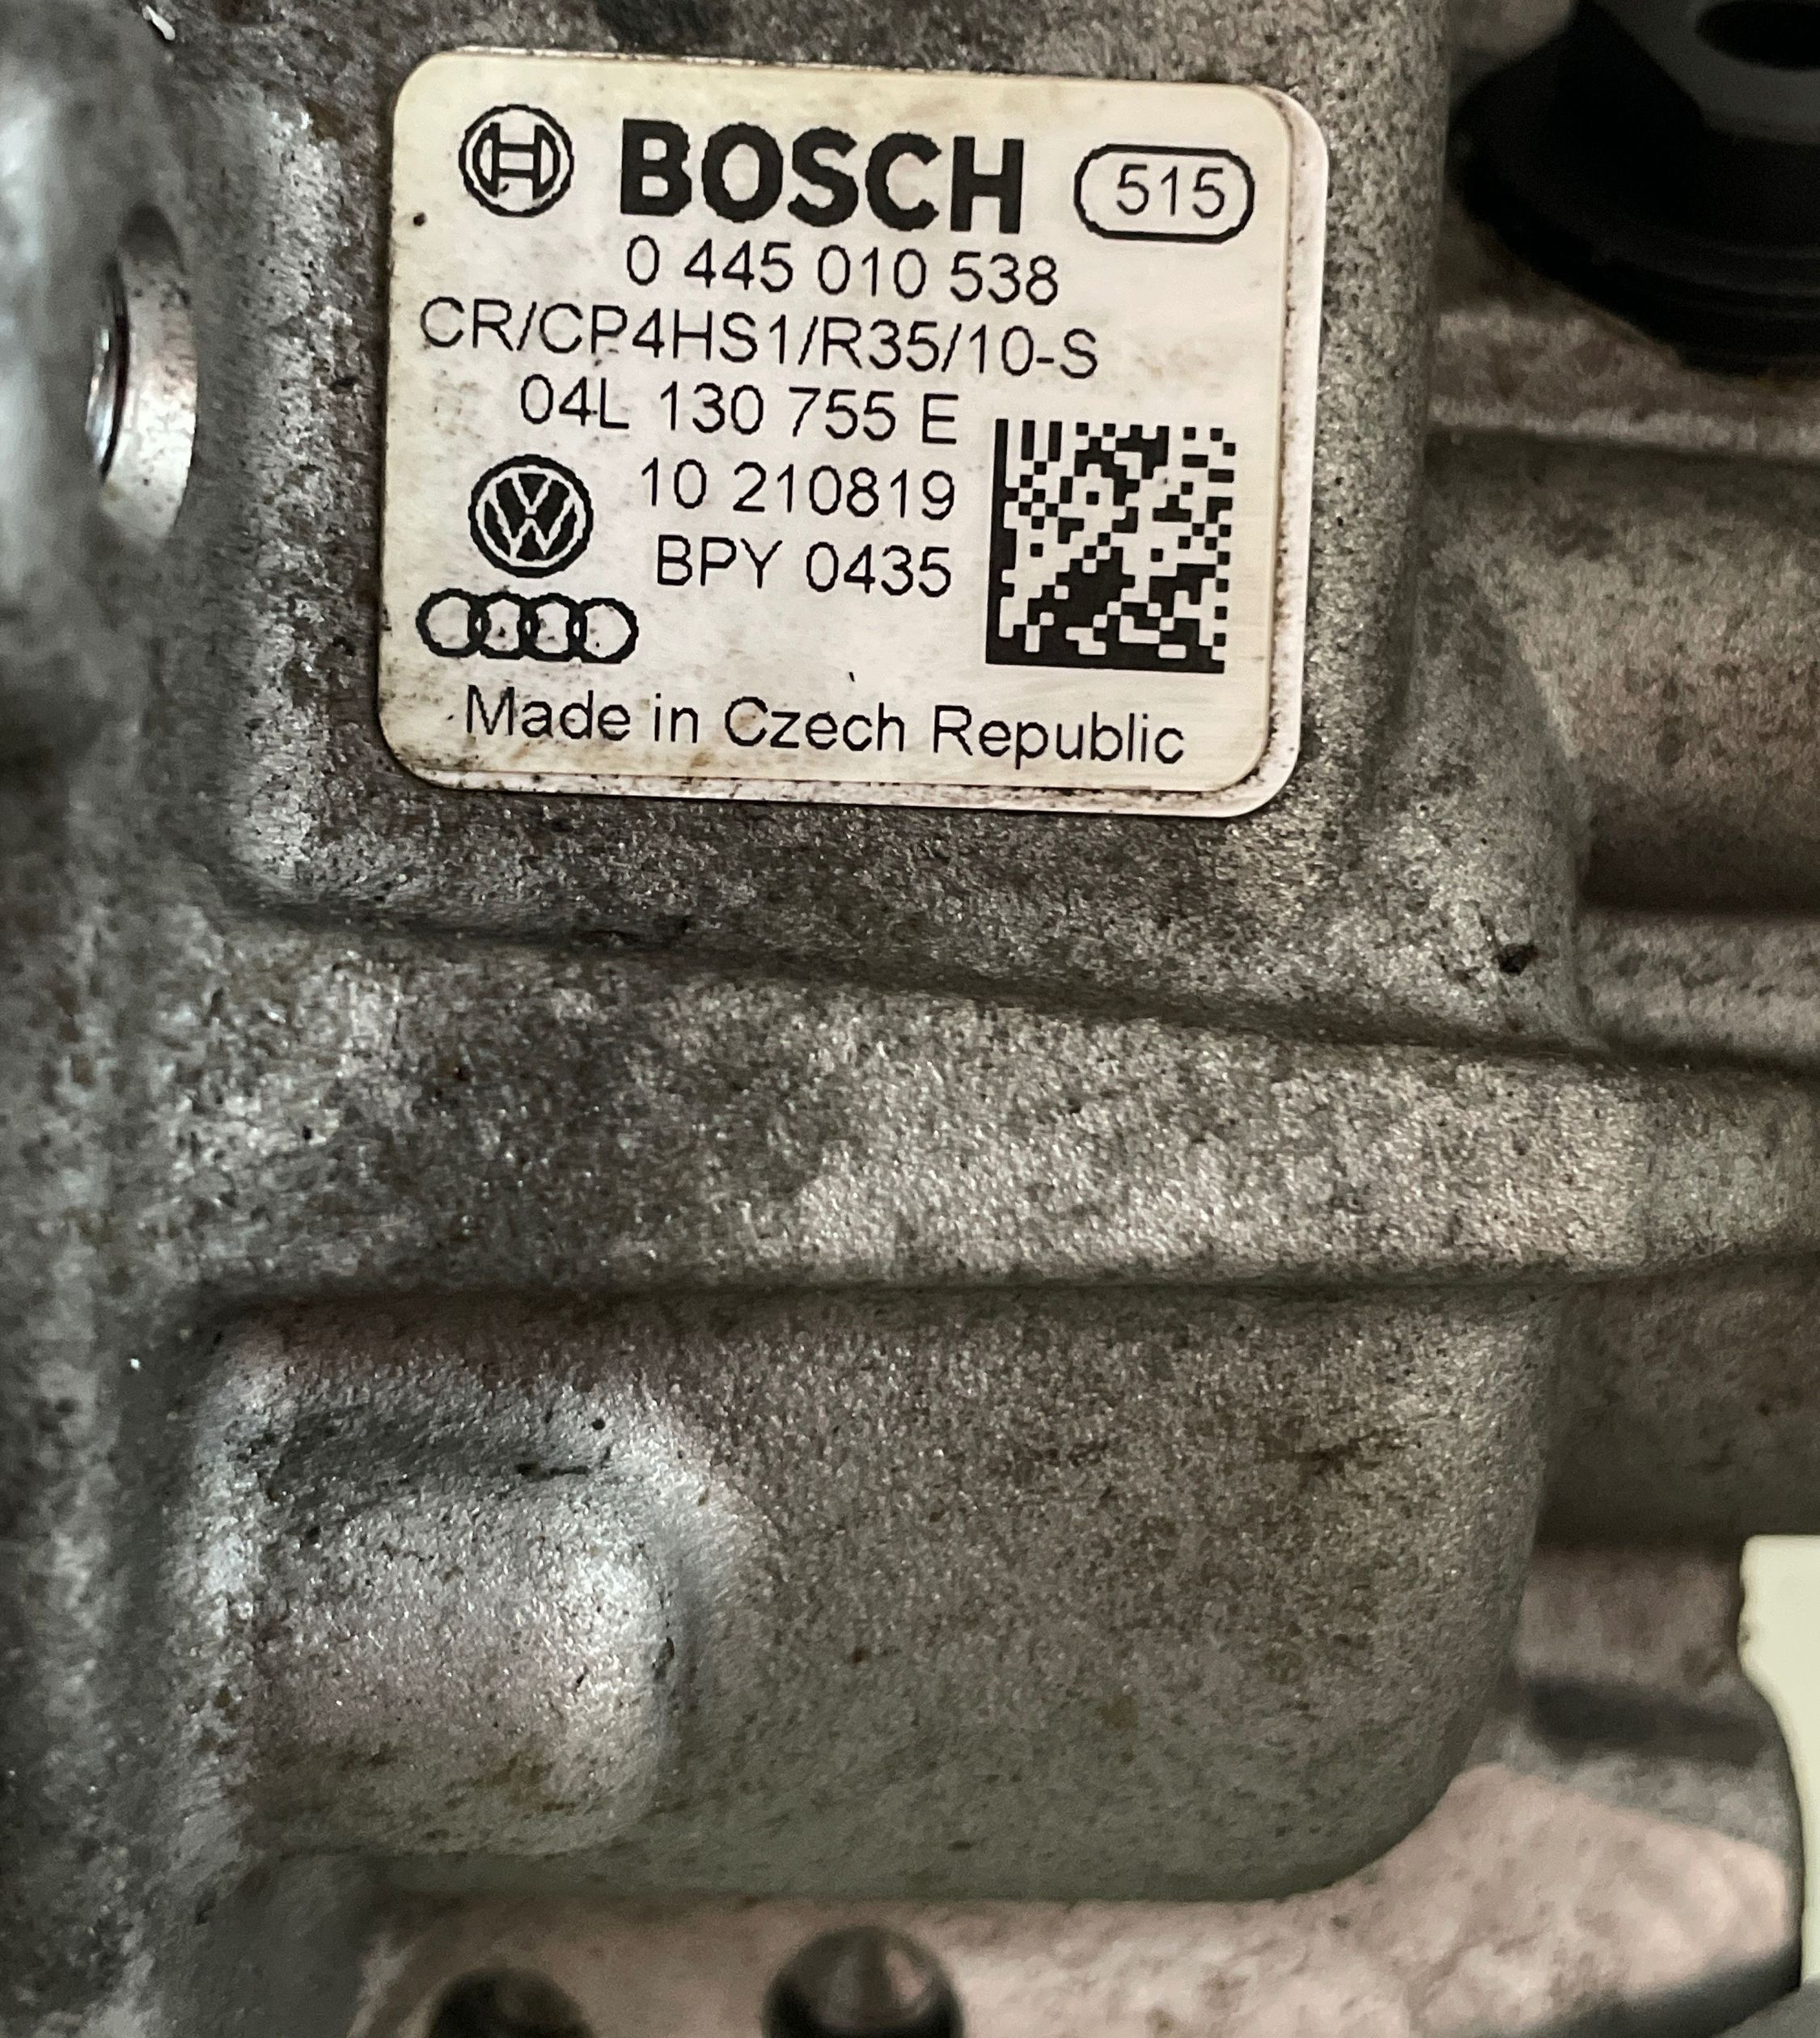 BOSCH 515
0 445 010 538
CR/CP4HS1/R35/10-S
04L 130 755 E
10 210819
BPY 0435
Made in Czech Republic